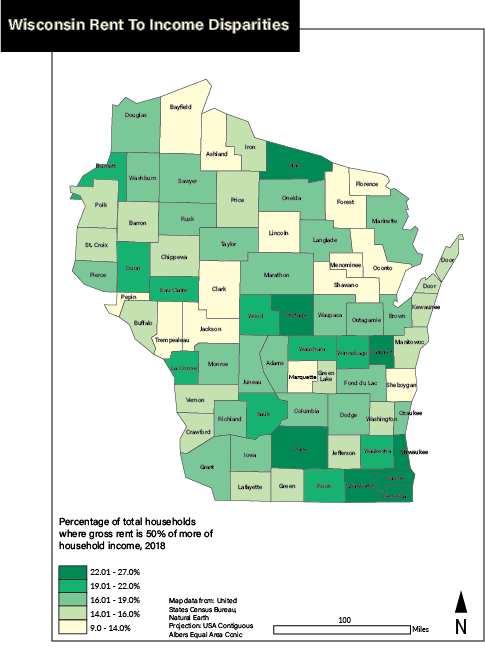 Wisconsin Rent To Income Disparities
Bayfield
Douglas
Iron
Ashland
Burnett
Washburn
Sawyer
Vilas
Florence
Forest
Price
Oneida
Polk
Marinette
Barron
Rusk
Lincoln
Langlade
St. Croix
Taylor
Chippewa
Menominee
Oconto
Door
Dunn
Pierce
Marathon
Shawano
Door
Eau Claire
Clark
Pepin
Kewaunee
Buffalo
Wood
Portage
Waupaca
Outagamie
Brown
Jackson
Trempealeau
Manitowoc
Waushara
Winnebago
Calumet
La Crosse
Monroe
Adams
Marquette
Green
Lake
Fond du Lac
Sheboygan
Juneau
Vernon
Sauk
Columbia
Dodge
Washington
Ozaukee
Richland
Crawford
Dane
Jefferson
Waukesha
Milwaukee
Iowa
Grant
Lafayette
Green
Rock
Walworth
Racine
Kenosha
Percentage of total households
where gross rent is 50% of more of
household income, 2018
22.01 - 27.0%
19.01 - 22.0%
16.01 - 19.0%
14.01 - 16.0%
9.0 - 14.0%
Map data from: United
States Census Bureau,
Natural Earth
Projection: USA Contiguous
Albers Equal Area Conic
100
Miles
N